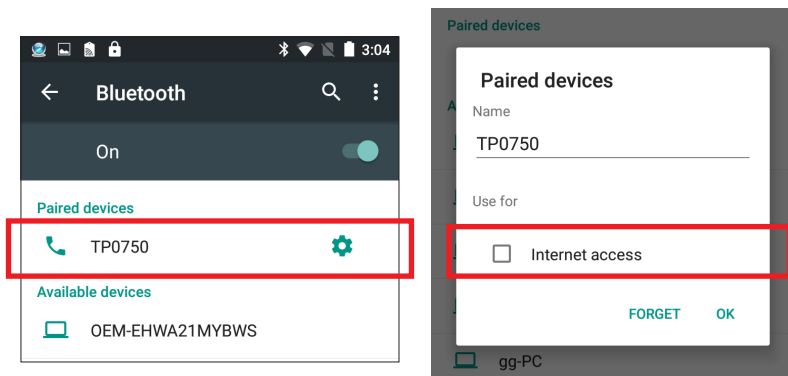 3:04
Bluetooth
On
Paired devices
TP0750
Available devices
OEM-EHWA21MYBWS
Paired devices
A
Paired devices
Name
TP0750
Use for
Internet access
FORGET OK
gg-PC